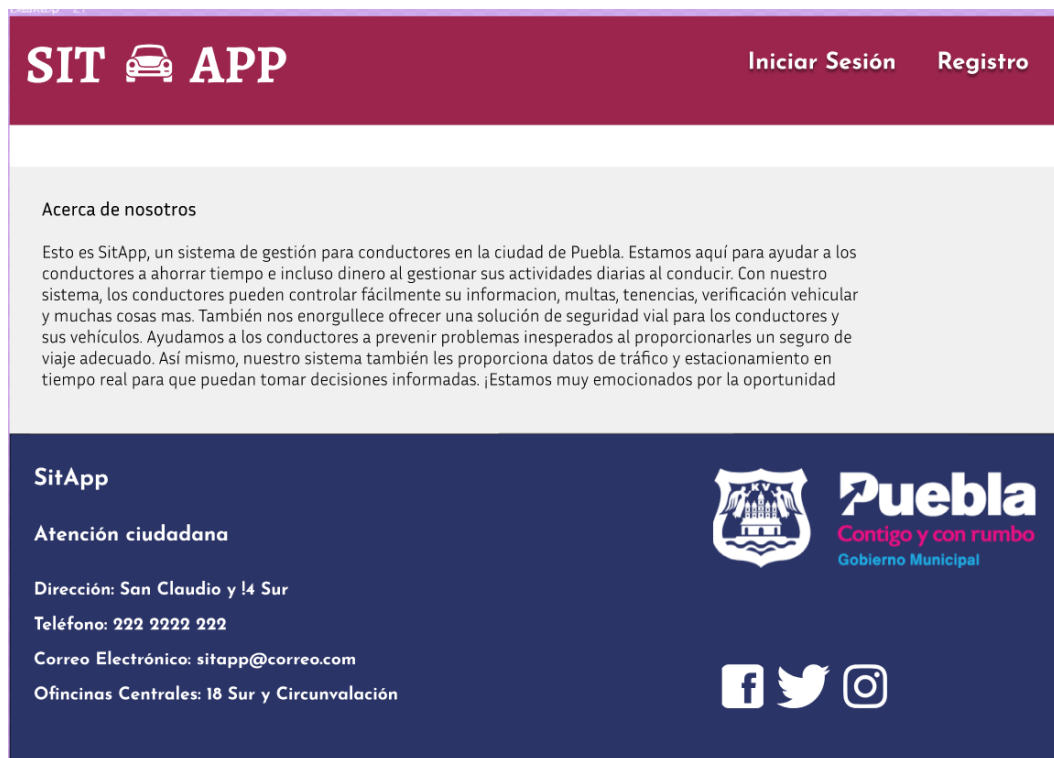 SIT APP
Iniciar Sesión Registro
Acerca de nosotros
Esto es SitApp, un sistema de gestión para conductores en la ciudad de Puebla. Estamos aquí para ayudar a los
conductores a ahorrar tiempo e incluso dinero al gestionar sus actividades diarias al conducir. Con nuestro
sistema, los conductores pueden controlar fácilmente su informacion, multas, tenencias, verificación vehicular
y muchas cosas mas. También nos enorgullece ofrecer una solución de seguridad vial para los conductores y
sus vehículos. Ayudamos a los conductores a prevenir problemas inesperados al proporcionarles un seguro de
viaje adecuado. Así mismo, nuestro sistema también les proporciona datos de tráfico y estacionamiento en
tiempo real para que puedan tomar decisiones informadas. ¡Estamos muy emocionados por la oportunidad
SitApp
Atención ciudadana
Dirección: San Claudio y !4 Sur
Teléfono: 222 2222 222
Correo Electrónico: sitapp@correo.com
Ofincinas Centrales: 18 Sur y Circunvalación
KV
Puebla
Contigo y con rumbo
Gobierno Municipal